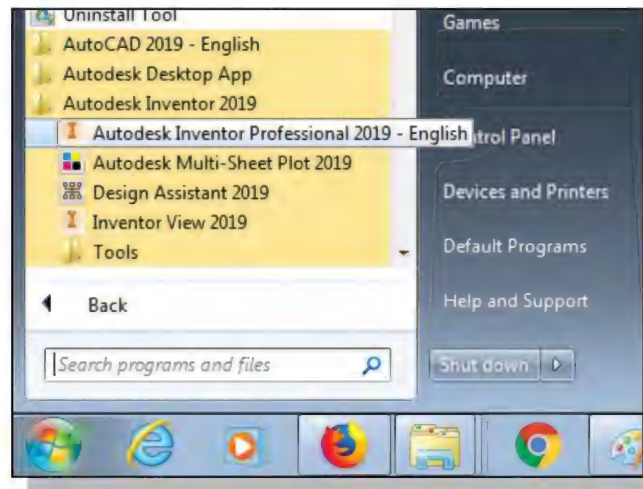 Uninstall Tool
AutoCAD 2019 - English
Autodesk Desktop App
Autodesk Inventor 2019
Autodesk Inventor Professional 2019 - English
Autodesk Multi-Sheet Plot 2019
Design Assistant 2019
Inventor View 2019
Tools
Back
Search programs and files
Games
Computer
trol Panel
Devices and Printers
Default Programs
Help and Support
Shut down